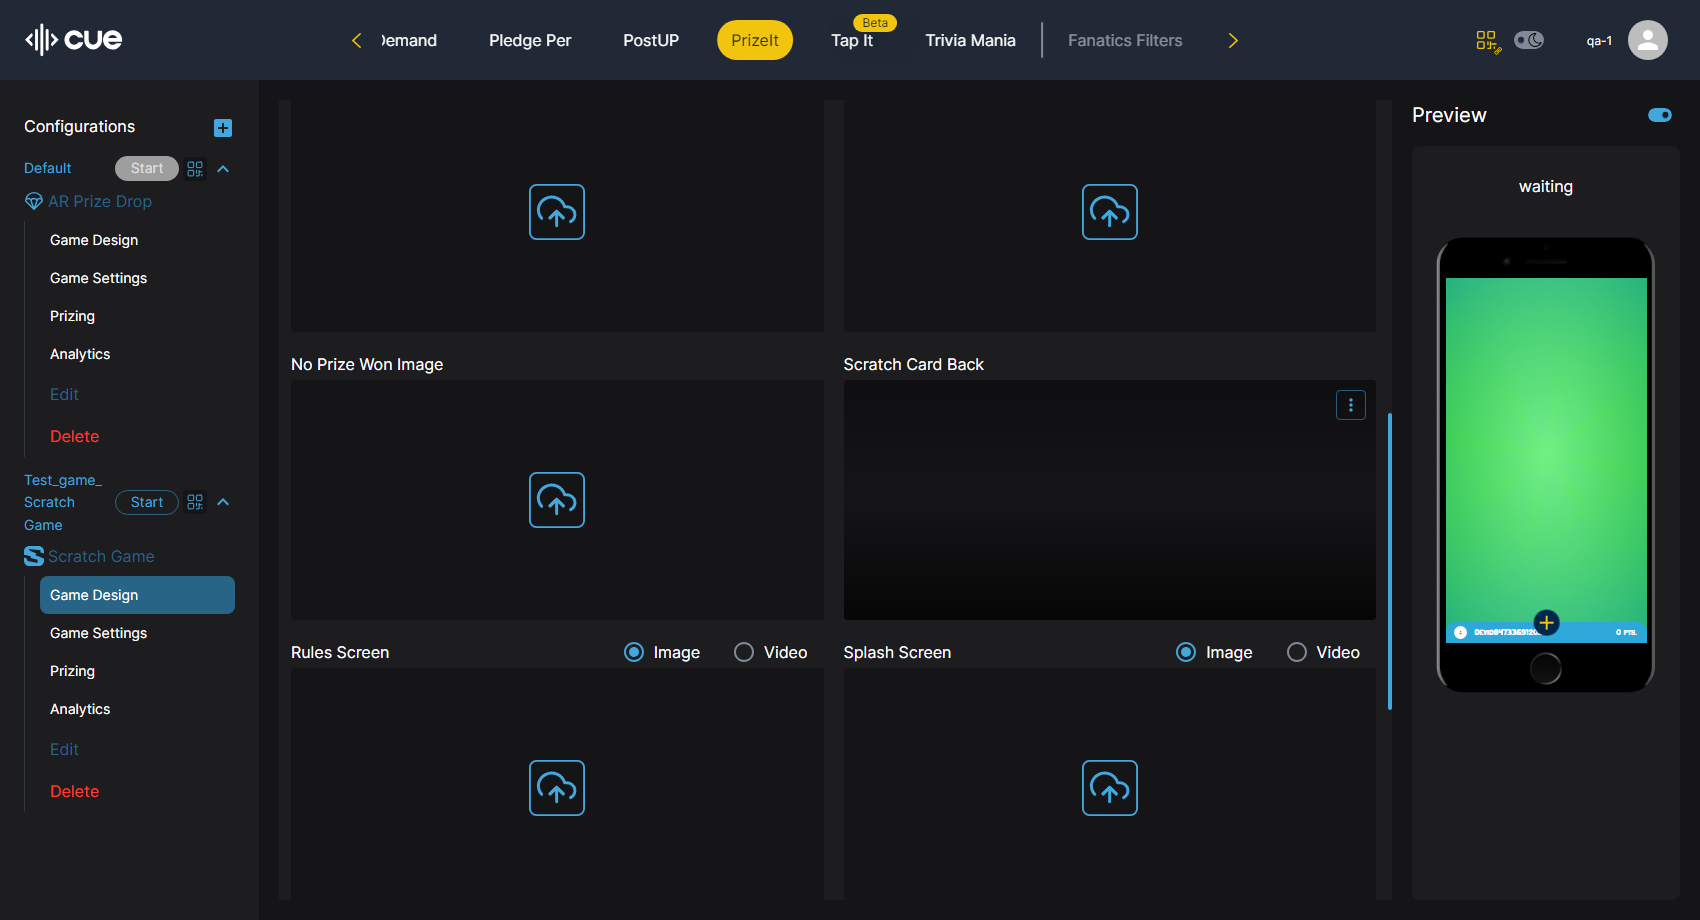 cue
Demand
Pledge Per
PostUP
PrizeIt
Beta
Tap It
Trivia Mania
Fanatics Filters
qa-1
Configurations
Default
Start
AR Prize Drop
Game Design
Game Settings
Prizing
Analytics
Edit
Delete
Test_game_
Scratch
Game
Start
Scratch Game
Game Design
Game Settings
Prizing
Analytics
Edit
Delete
No Prize Won Image
Scratch Card Back
Rules Screen
Image
Video
Splash Screen
Image
Video
Preview
waiting
0 PTS.